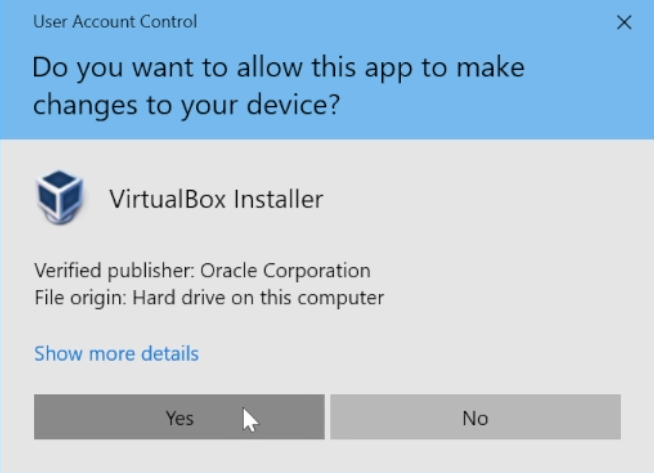 User Account Control
Do you want to allow this app to make
changes to your device?
VirtualBox Installer
Verified publisher: Oracle Corporation
File origin: Hard drive on this computer
Show more details
Yes
No